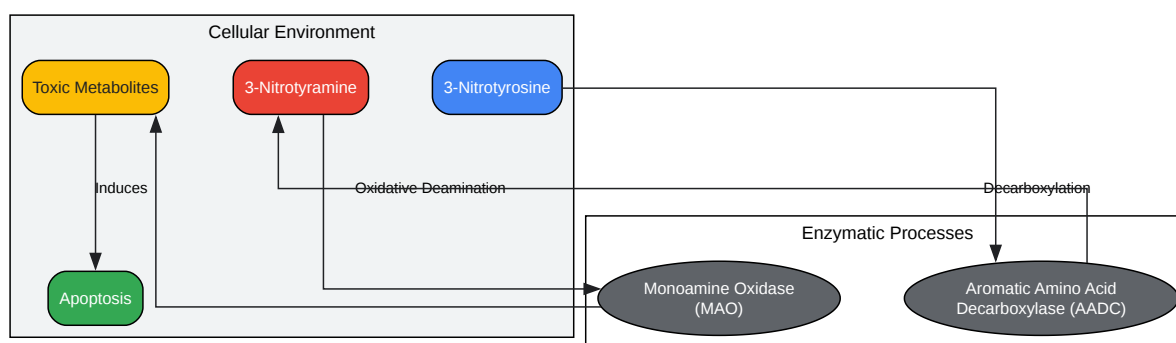 Cellular Environment
Toxic Metabolites
3-Nitrotyramine
3-Nitrotyrosine
Induces
Oxidative Deamination
Decarboxylation
Enzymatic Processes
Apoptosis
Monoamine Oxidase
(MAO)
Aromatic Amino Acid
Decarboxylase (AADC)